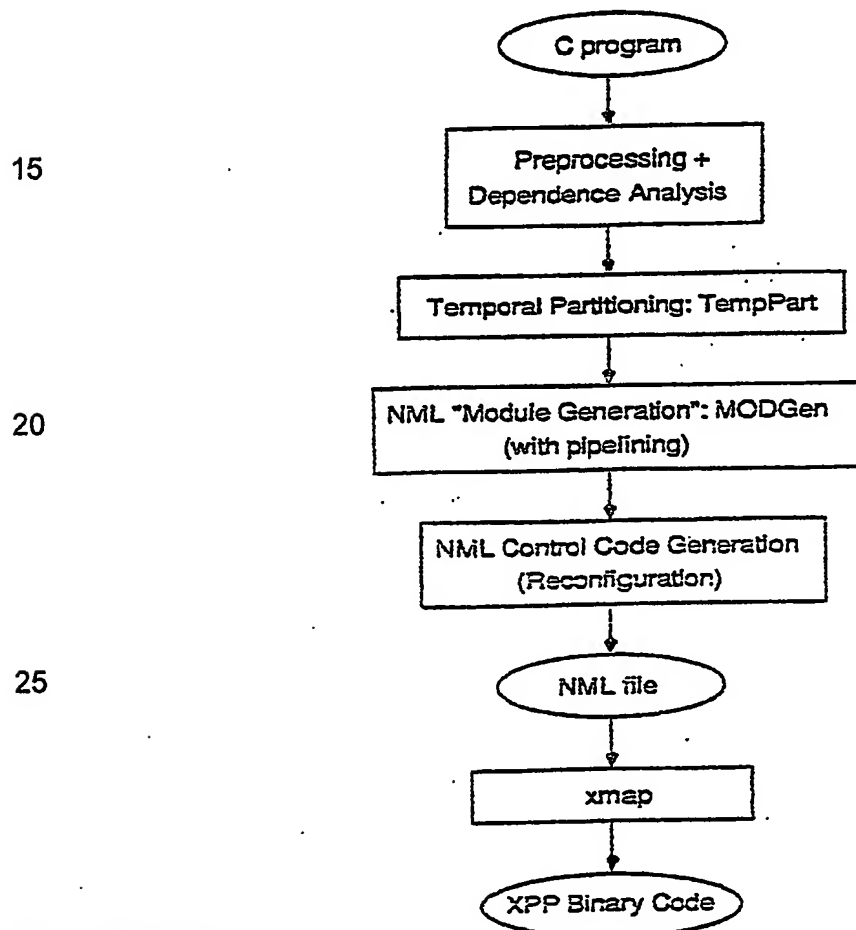 C program
15
Preprocessing +
Dependence Analysis
Temporal Partitioning: TempPart
20
NML "Module Generation": MODGen
(with pipelining)
NML Control Code Generation
(Reconfiguration)
25
NML file
xmap
XPP Binary Code